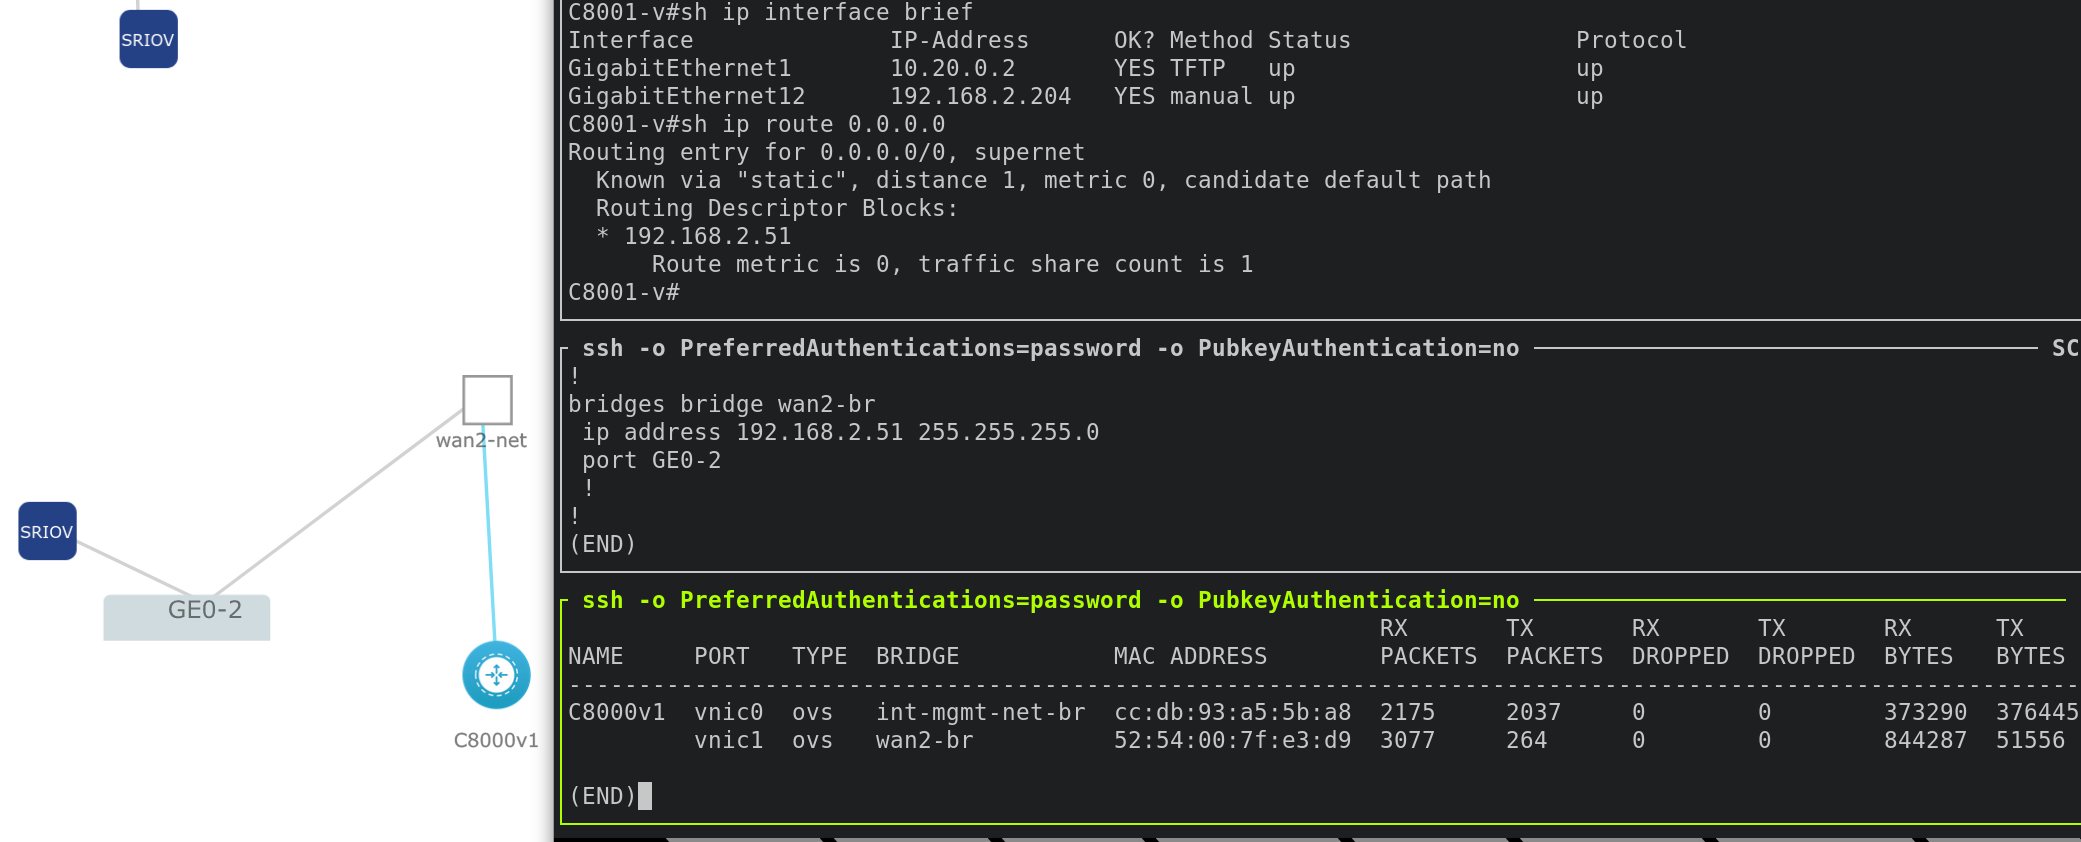 SRIOV
wan2-net
SRIOV
GE0-2
C8000v1
C8001-v#sh ip interface brief
Interface              IP-Address      OK? Method Status                Protocol
GigabitEthernet1       10.20.0.2       YES TFTP   up                    up
GigabitEthernet12      192.168.2.204   YES manual up                    up
C8001-v#sh ip route 0.0.0.0
Routing entry for 0.0.0.0/0, supernet
  Known via "static", distance 1, metric 0, candidate default path
  Routing Descriptor Blocks:
  * 192.168.2.51
      Route metric is 0, traffic share count is 1
C8001-v#
ssh -o PreferredAuthentications=password -o PubkeyAuthentication=no SC
!
bridges bridge wan2-br
 ip address 192.168.2.51 255.255.255.0
 port GE0-2
 !
!
(END)
ssh -o PreferredAuthentications=password -o PubkeyAuthentication=no
                                                          RX       TX       RX       TX       RX      TX
NAME     PORT   TYPE  BRIDGE           MAC ADDRESS        PACKETS  PACKETS  DROPPED  DROPPED  BYTES   BYTES
------------------------------------------------------------------------------------------------------------
C8000v1  vnic0  ovs   int-mgmt-net-br  cc:db:93:a5:5b:a8  2175     2037     0        0        373290  376445
         vnic1  ovs   wan2-br          52:54:00:7f:e3:d9  3077     264      0        0        844287  51556
(END)